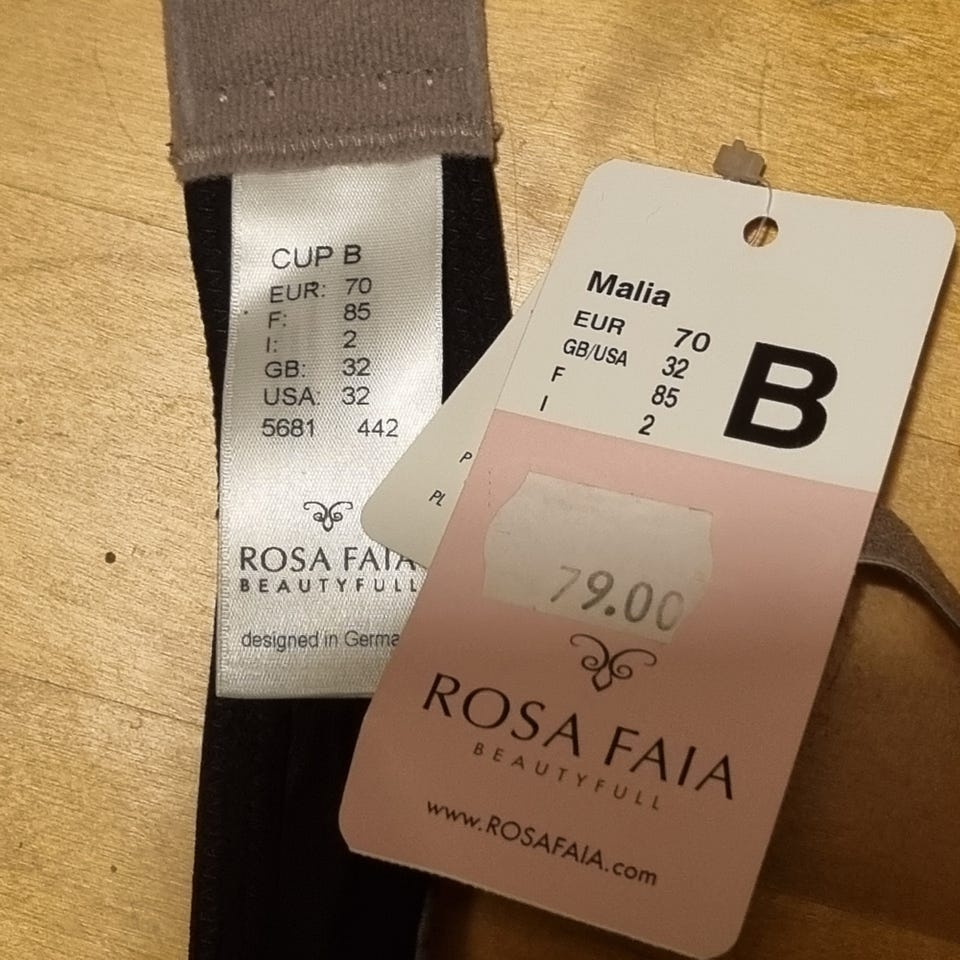 CUP B
EUR: 70
F: 85
I: 2
GB: 32
USA: 32
5681 442
ROSA FAIA
BEAUTYFULL
designed in Germa
P
PL
Malia
EUR 70
GB/USA 32
F 85
I 2
B
79.00
ROSA FAIA
BEAUTYFULL
www.ROSAFAIA.com